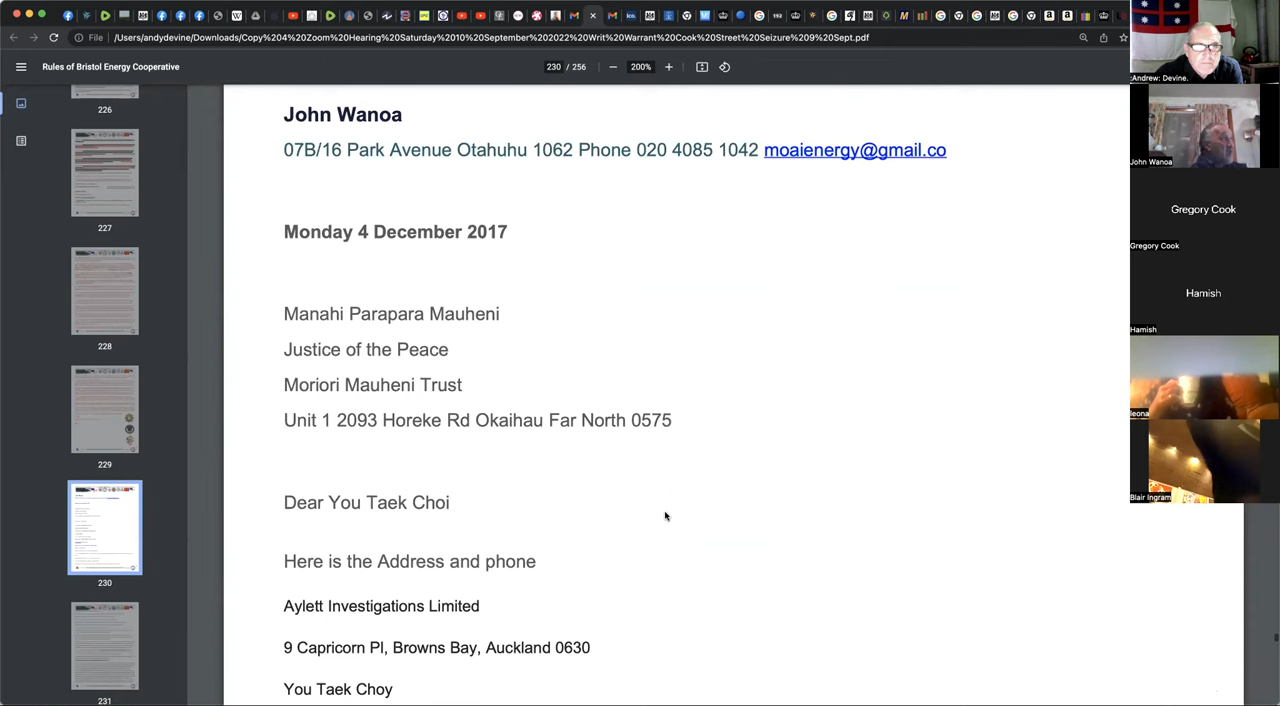 File
/Users/andydevine/Downloads/Copy%204%20Zoom%20Hearing%20Saturda
ber%202022%20Writ%20Warrant%20Cook%20Street%20Seizure%209%20Sept.pdf
Rules of Bristol Energy Cooperative
230 / 256
200%
226
227
228
229
230
231
John Wanoa
07B/16 Park Avenue Otahuhu 1062 Phone 020 4085 1042 moaienergy@gmail.co
Monday 4 December 2017
Manahi Parapara Mauheni
Justice of the Peace
Moriori Mauheni Trust
Unit 1 2093 Horeke Rd Okaihau Far North 0575
Dear You Taek Choi
Here is the Address and phone
Aylett Investigations Limited
9 Capricorn Pl, Browns Bay, Auckland 0630
You Taek Choy
:Andrew: Devine.
John Wanoa
Gregory Cook
Gregory Cook
Hamish
Hamish
leona
Blair Ingram